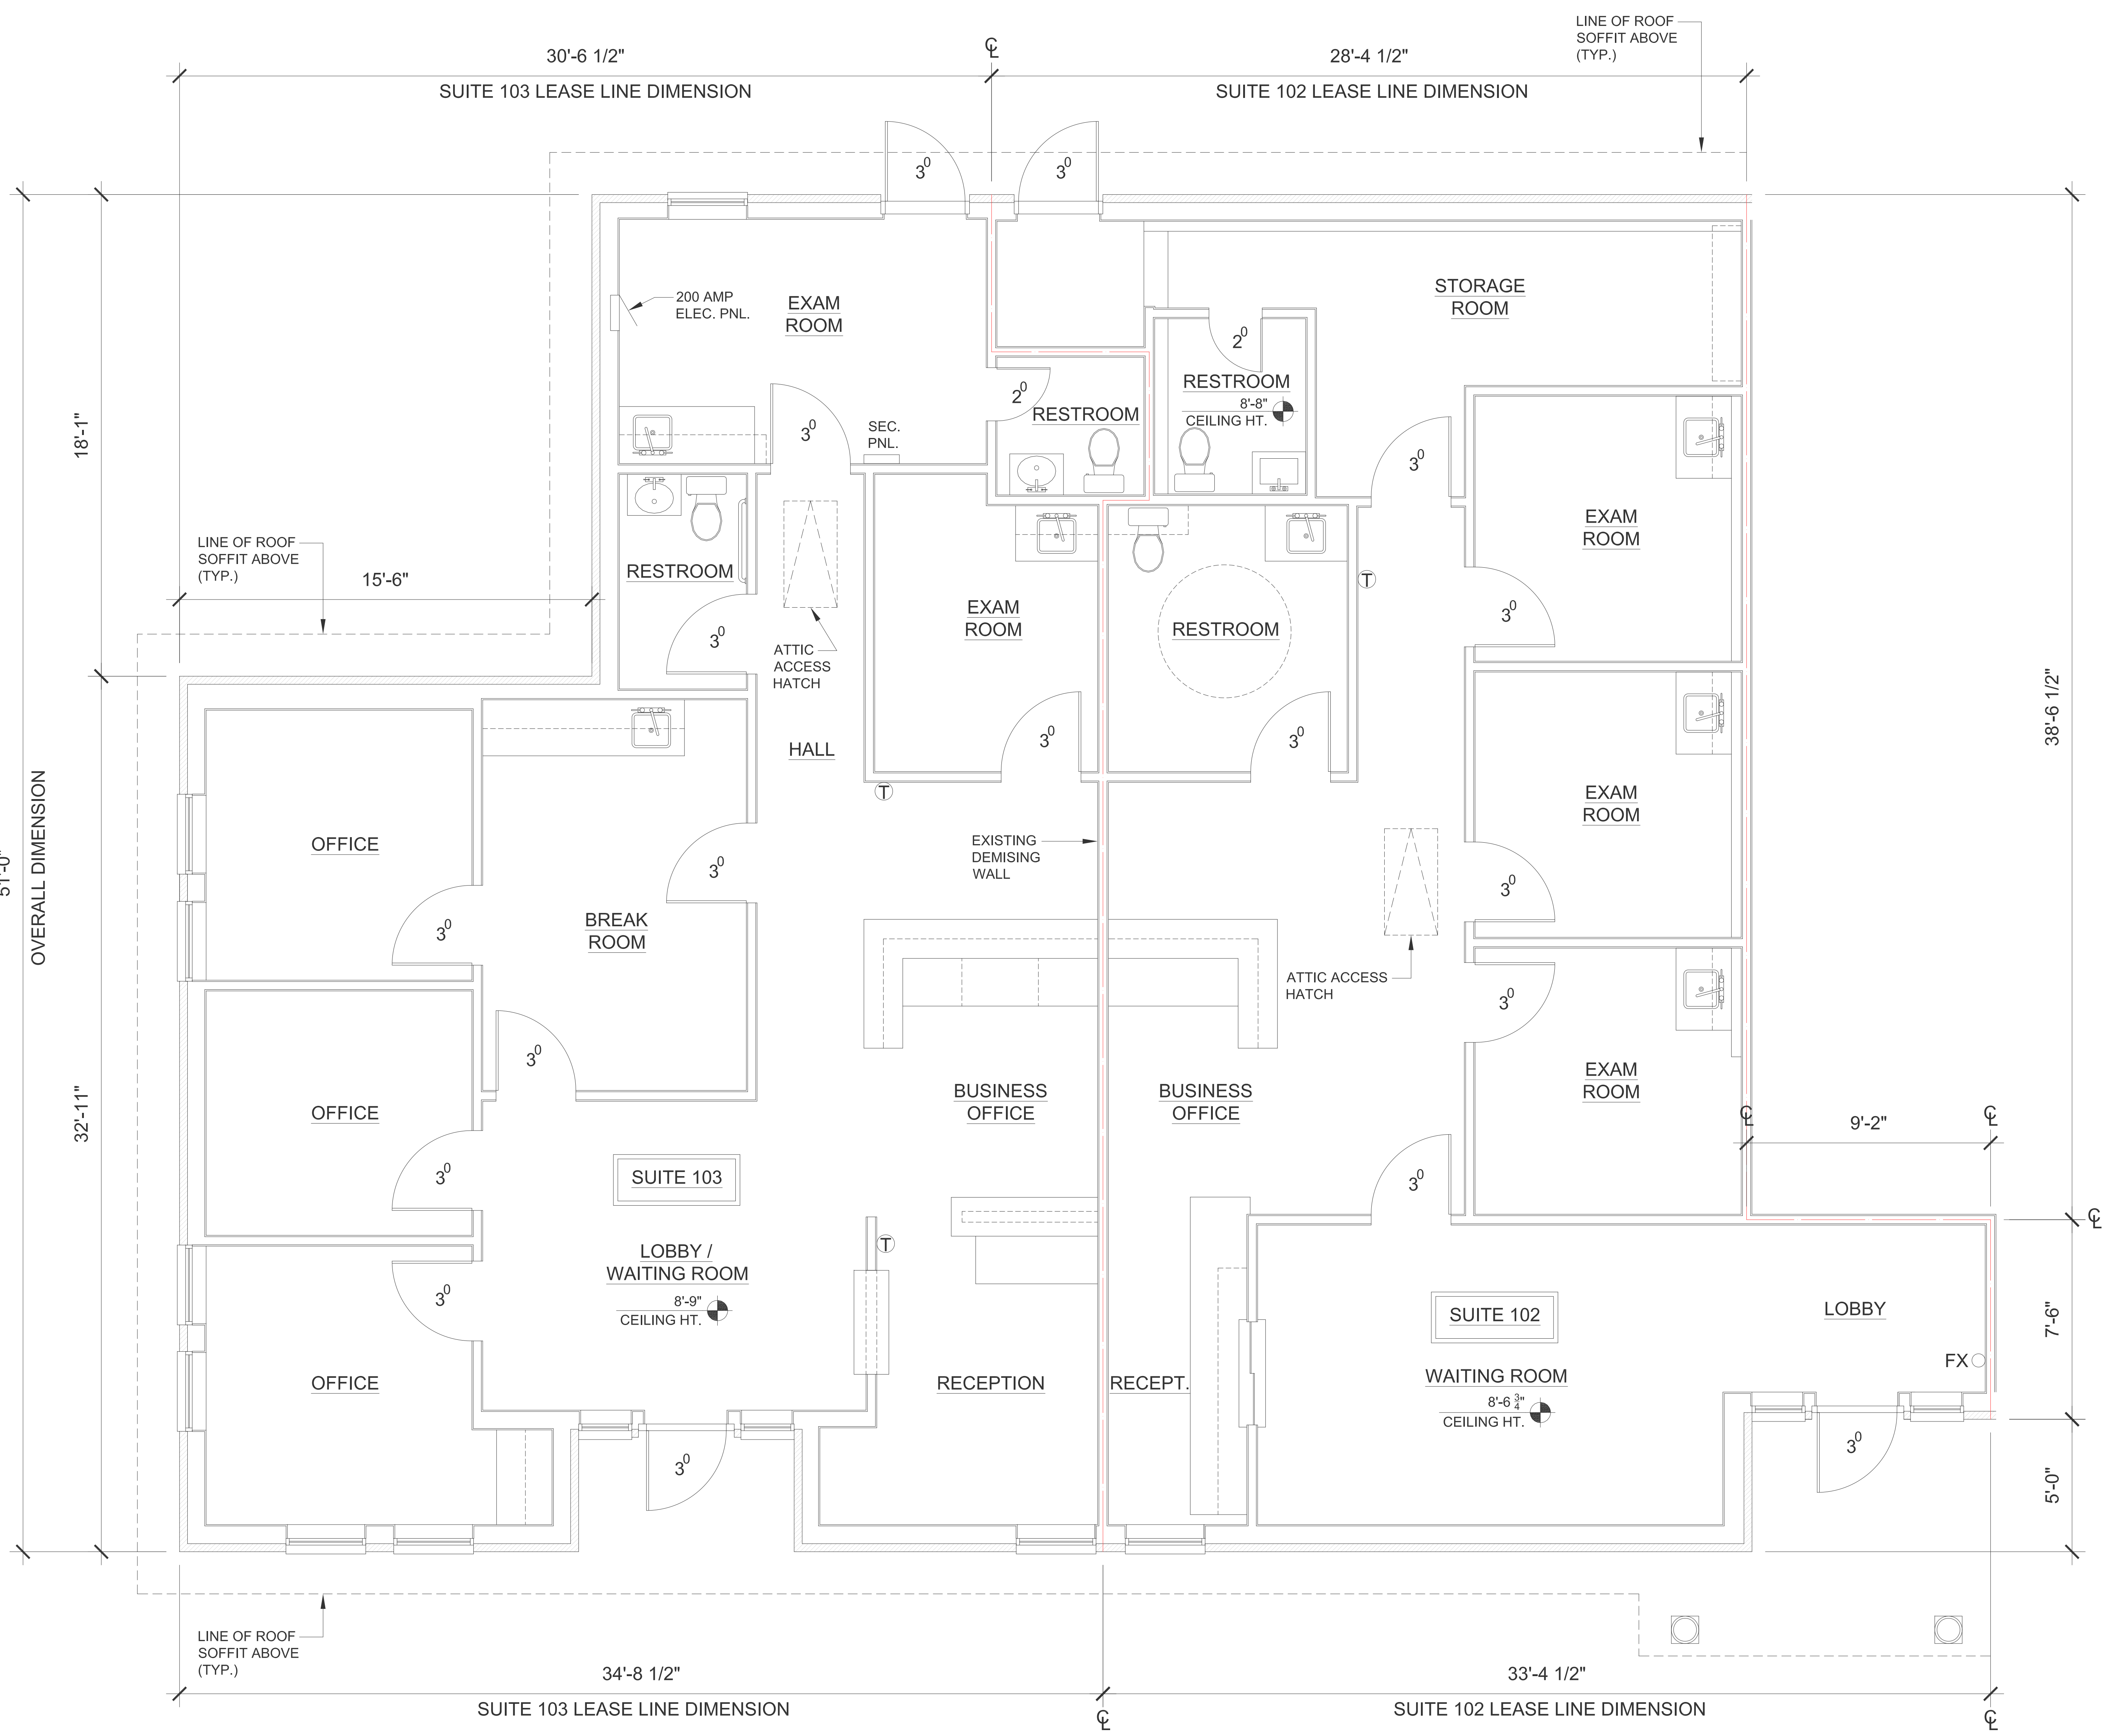 LINE OF ROOF
SOFFIT ABOVE
(TYP.)
30'-6 1/2"
℄
28'-4 1/2"
SUITE 103 LEASE LINE DIMENSION
SUITE 102 LEASE LINE DIMENSION
3⁰
3⁰
200 AMP
ELEC. PNL.
EXAM
ROOM
STORAGE
ROOM
2⁰
RESTROOM
8'-8"
CEILING HT.
2⁰
RESTROOM
18'-1"
3⁰
SEC.
PNL.
3⁰
EXAM
ROOM
LINE OF ROOF
SOFFIT ABOVE
(TYP.)
15'-6"
RESTROOM
3⁰
ATTIC
ACCESS
HATCH
EXAM
ROOM
RESTROOM
T
3⁰
38'-6 1/2"
HALL
3⁰
3⁰
T
OFFICE
3⁰
EXISTING
DEMISING
WALL
EXAM
ROOM
3⁰
OVERALL DIMENSION
3⁰
BREAK
ROOM
ATTIC ACCESS
HATCH
3⁰
3⁰
OFFICE
32'-11"
BUSINESS
OFFICE
BUSINESS
OFFICE
EXAM
ROOM
℄
9'-2"
℄
3⁰
SUITE 103
3⁰
℄
LOBBY /
WAITING ROOM
8'-9"
CEILING HT.
T
3⁰
SUITE 102
LOBBY
7'-6"
FX
OFFICE
RECEPTION
RECEPT.
WAITING ROOM
8'-6 3/4"
CEILING HT.
3⁰
3⁰
5'-0"
LINE OF ROOF
SOFFIT ABOVE
(TYP.)
34'-8 1/2"
33'-4 1/2"
SUITE 103 LEASE LINE DIMENSION
SUITE 102 LEASE LINE DIMENSION
℄
℄